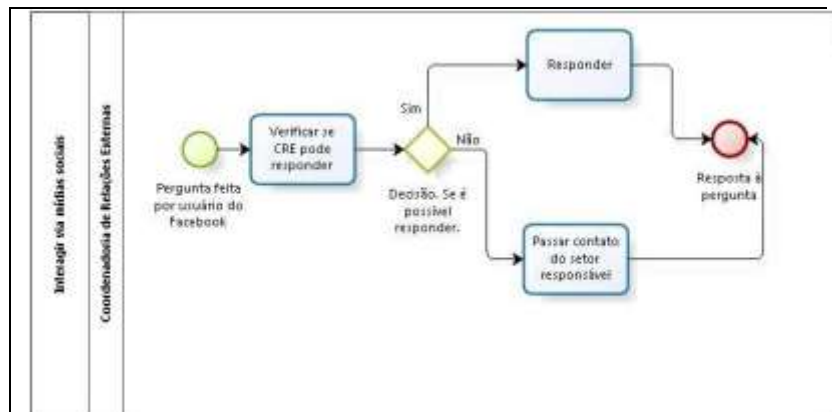 Interagir via mídias sociais
Coordenadoria de Relações Externas
Pergunta feita
por usuário do
Facebook
Verificar se
CRE pode
responder
Sim
Não
Decisão. Se é
possível
responder.
Responder
Passar contato
do setor
responsável
Resposta à
pergunta